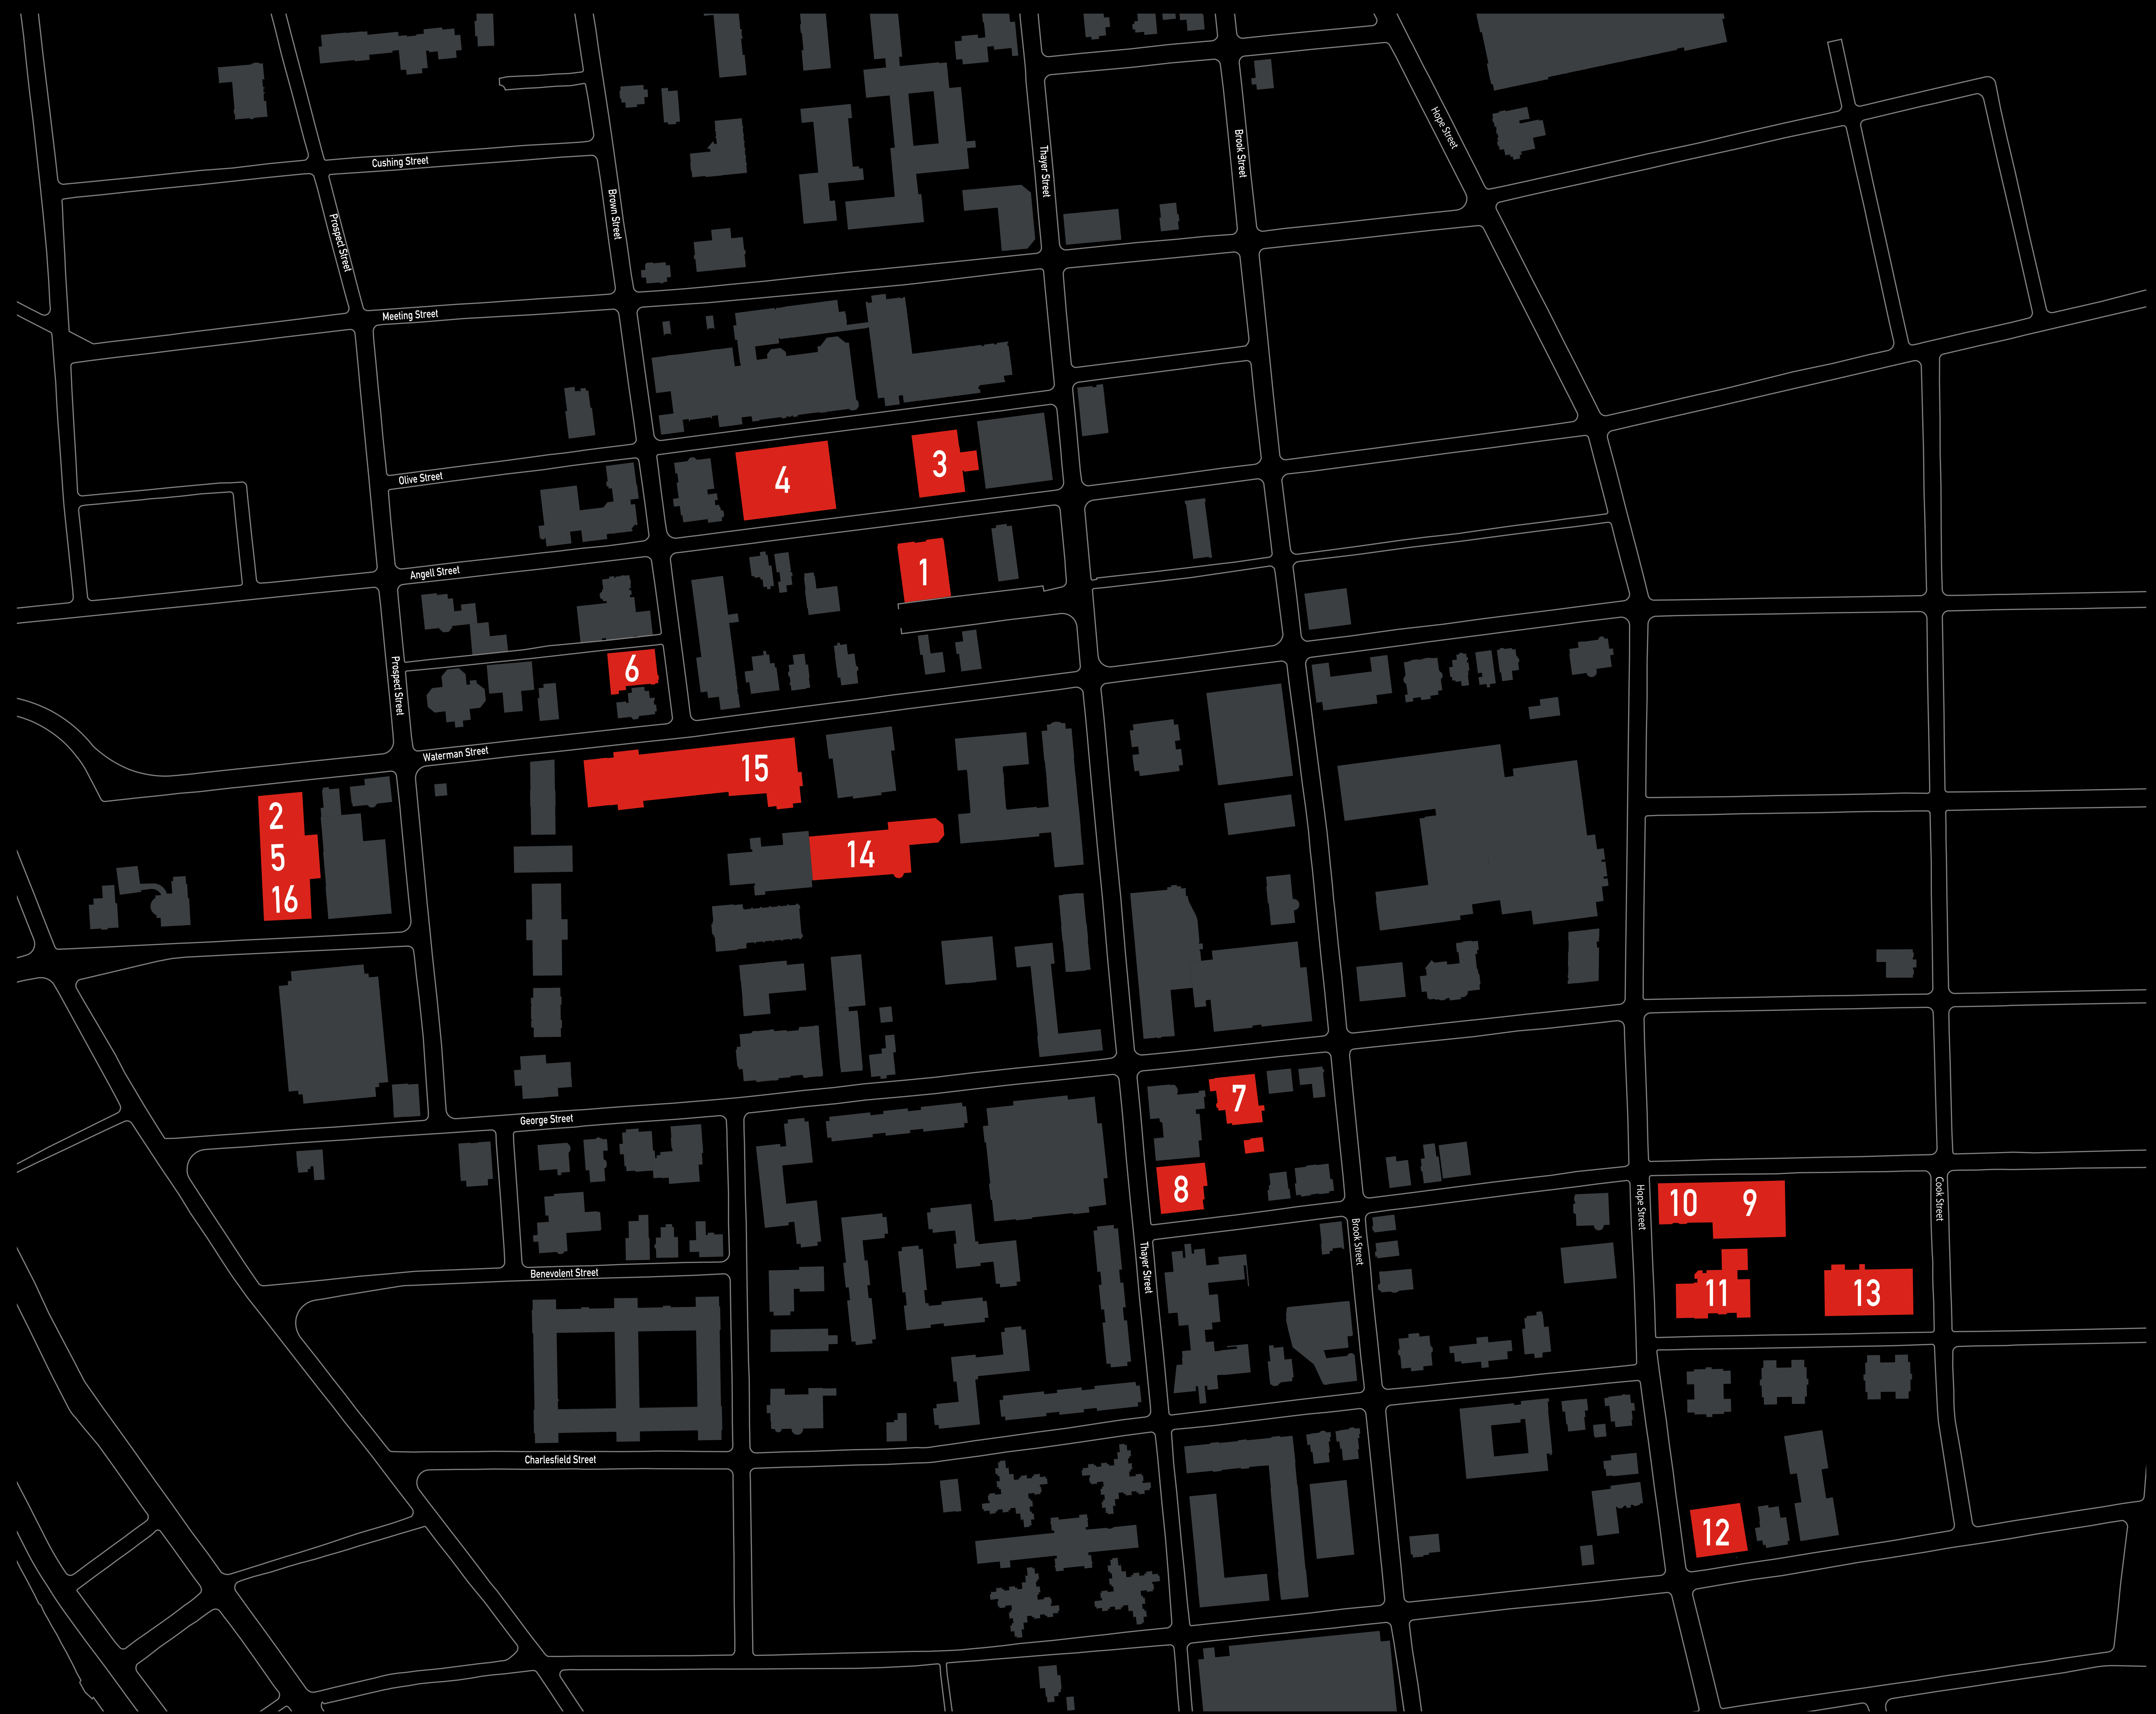 Cushing Street
Prospect Street
Brown Street
Thayer Street
Brook Street
Hope Street
Meeting Street
Olive Street
4
3
Angell Street
1
Prospect Street
6
Waterman Street
15
2
5
16
14
George Street
7
8
Benevolent Street
Thayer Street
Brook Street
Hope Street
Cook Street
10
9
11
13
Charlesfield Street
12